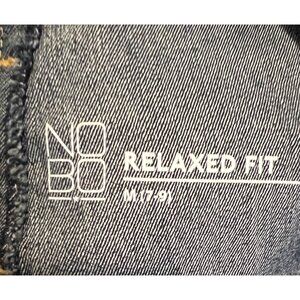 NO
BO
RELAXED FIT
M (7-9)